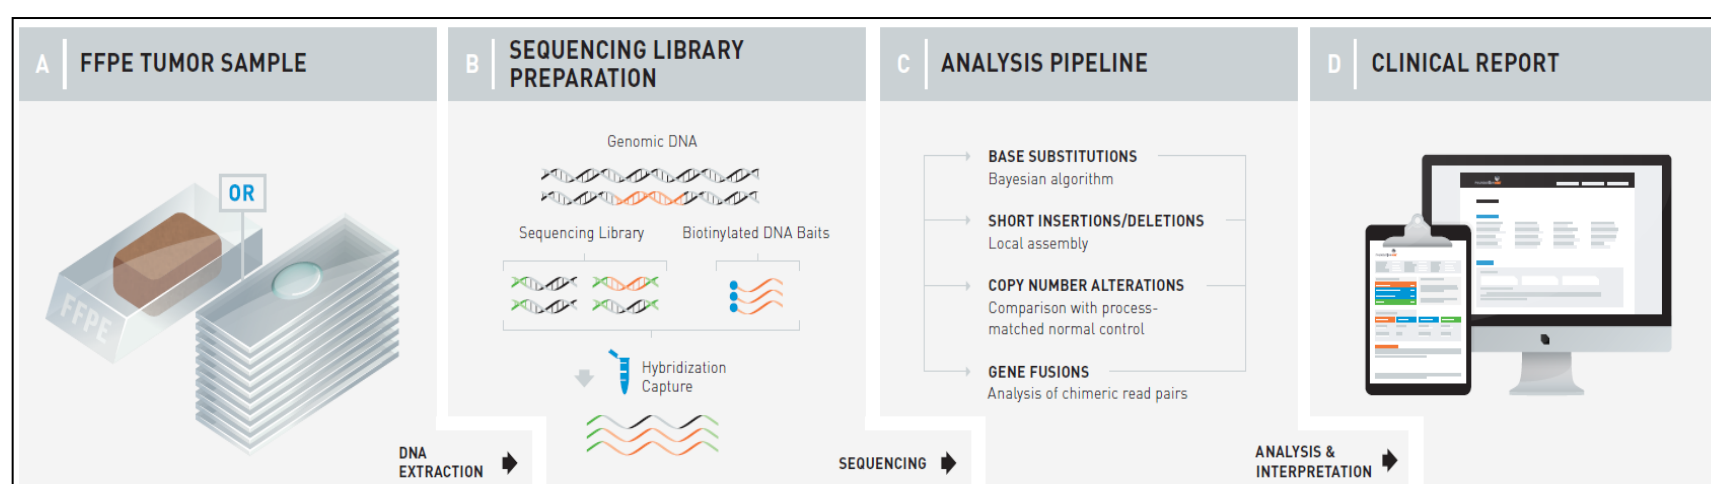 A
FFPE TUMOR SAMPLE
OR
FFPE
DNA
EXTRACTION
B
SEQUENCING LIBRARY
PREPARATION
Genomic DNA
Sequencing Library
Biotinylated DNA Baits
Hybridization
Capture
SEQUENCING
C
ANALYSIS PIPELINE
BASE SUBSTITUTIONS
Bayesian algorithm
SHORT INSERTIONS/DELETIONS
Local assembly
COPY NUMBER ALTERATIONS
Comparison with process-
matched normal control
GENE FUSIONS
Analysis of chimeric read pairs
ANALYSIS &
INTERPRETATION
D
CLINICAL REPORT